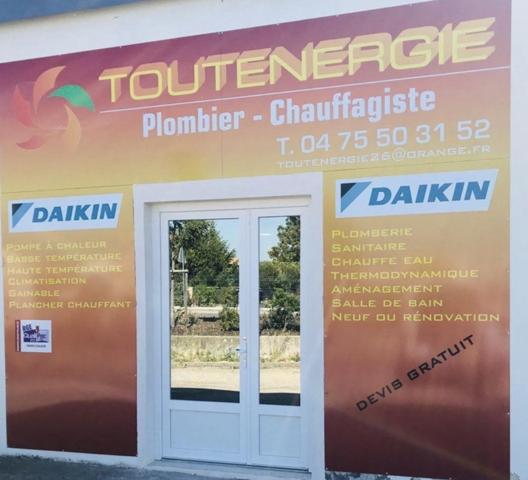 TOUTENERGIE
Plombier - Chauffagiste
T. 04 75 50 31 52
TOUTENERGIE26@ORANGE.FR
DAIKIN
POMPE À CHALEUR
BASSE TEMPÉRATURE
HAUTE TEMPÉRATURE
CLIMATISATION
GAINABLE
PLANCHER CHAUFFANT
DAIKIN
PLOMBERIE
SANITAIRE
CHAUFFE EAU
THERMODYNAMIQUE
AMÉNAGEMENT
SALLE DE BAIN
NEUF OU RÉNOVATION
DEVIS GRATUIT